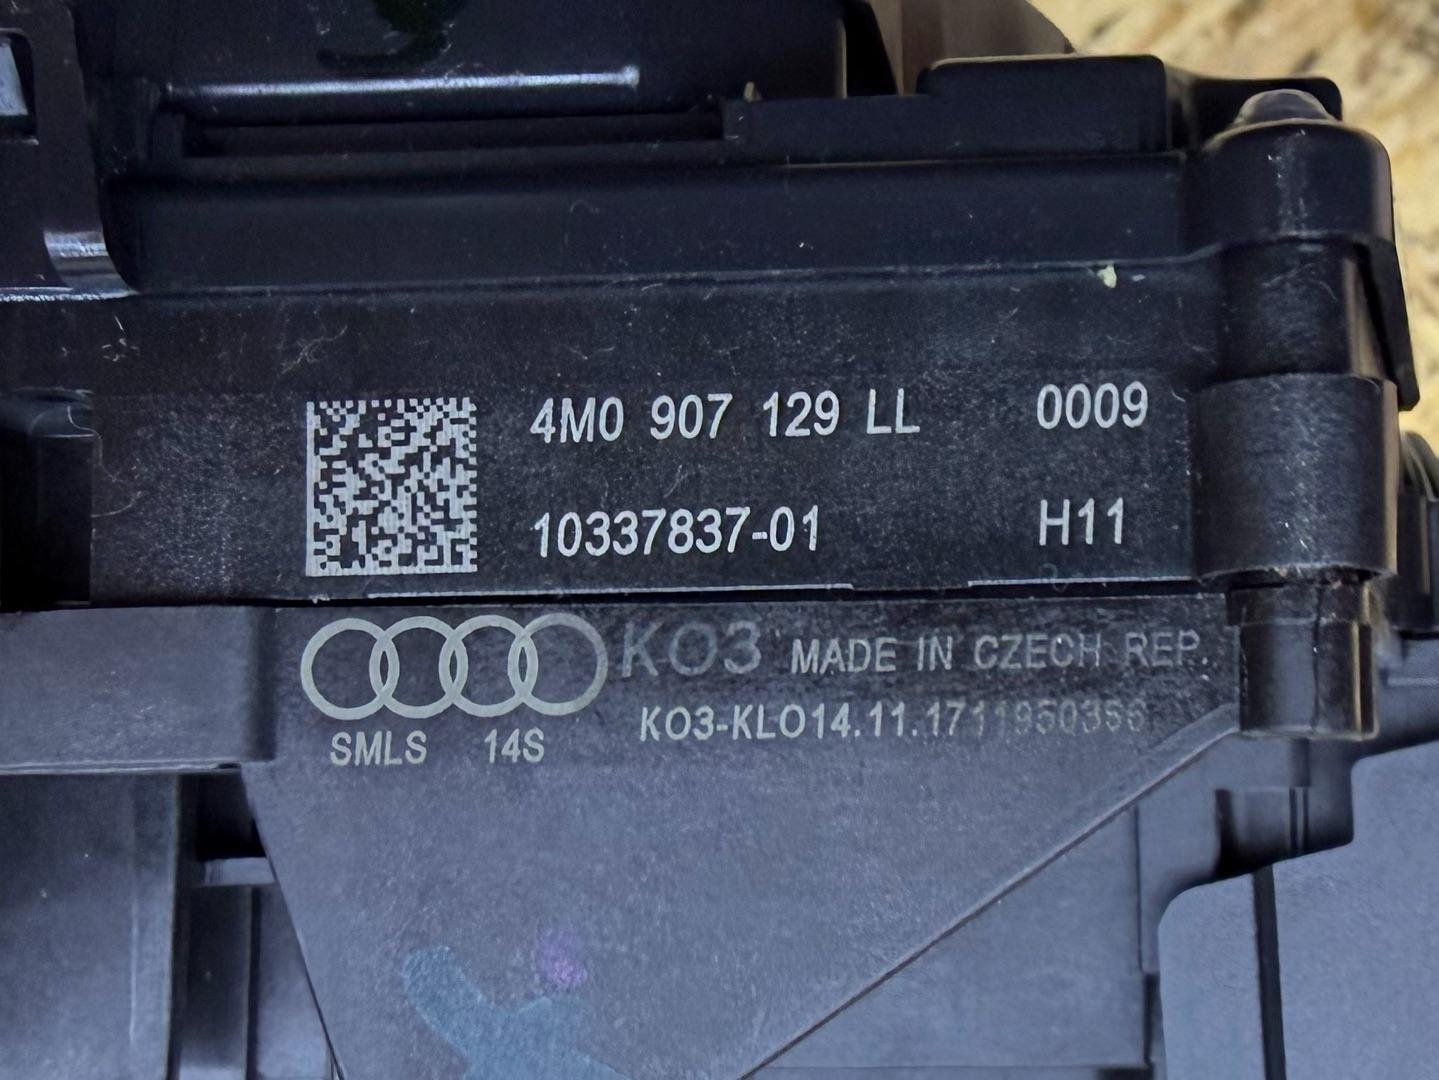 4M0 907 129 LL 0009
10337837-01 H11
KO3 MADE IN CZECH REP.
KO3-KLO14.11.1711950356
SMLS 14S